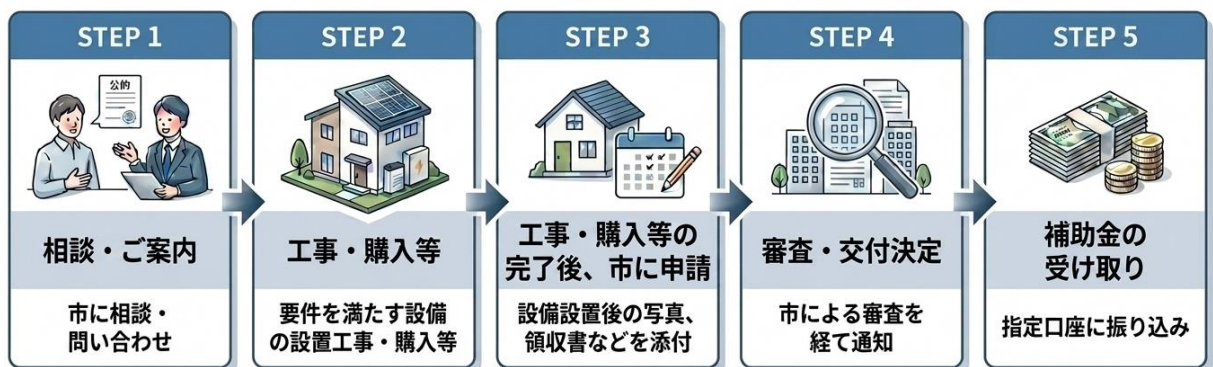 STEP 1
公的
相談・ご案内
市に相談・
問い合わせ
STEP 2
工事・購入等
要件を満たす設備
の設置工事・購入等
STEP 3
工事・購入等の
完了後、市に申請
設備設置後の写真、
領収書などを添付
STEP 4
審査・交付決定
市による審査を
経て通知
STEP 5
補助金の
受け取り
指定口座に振り込み